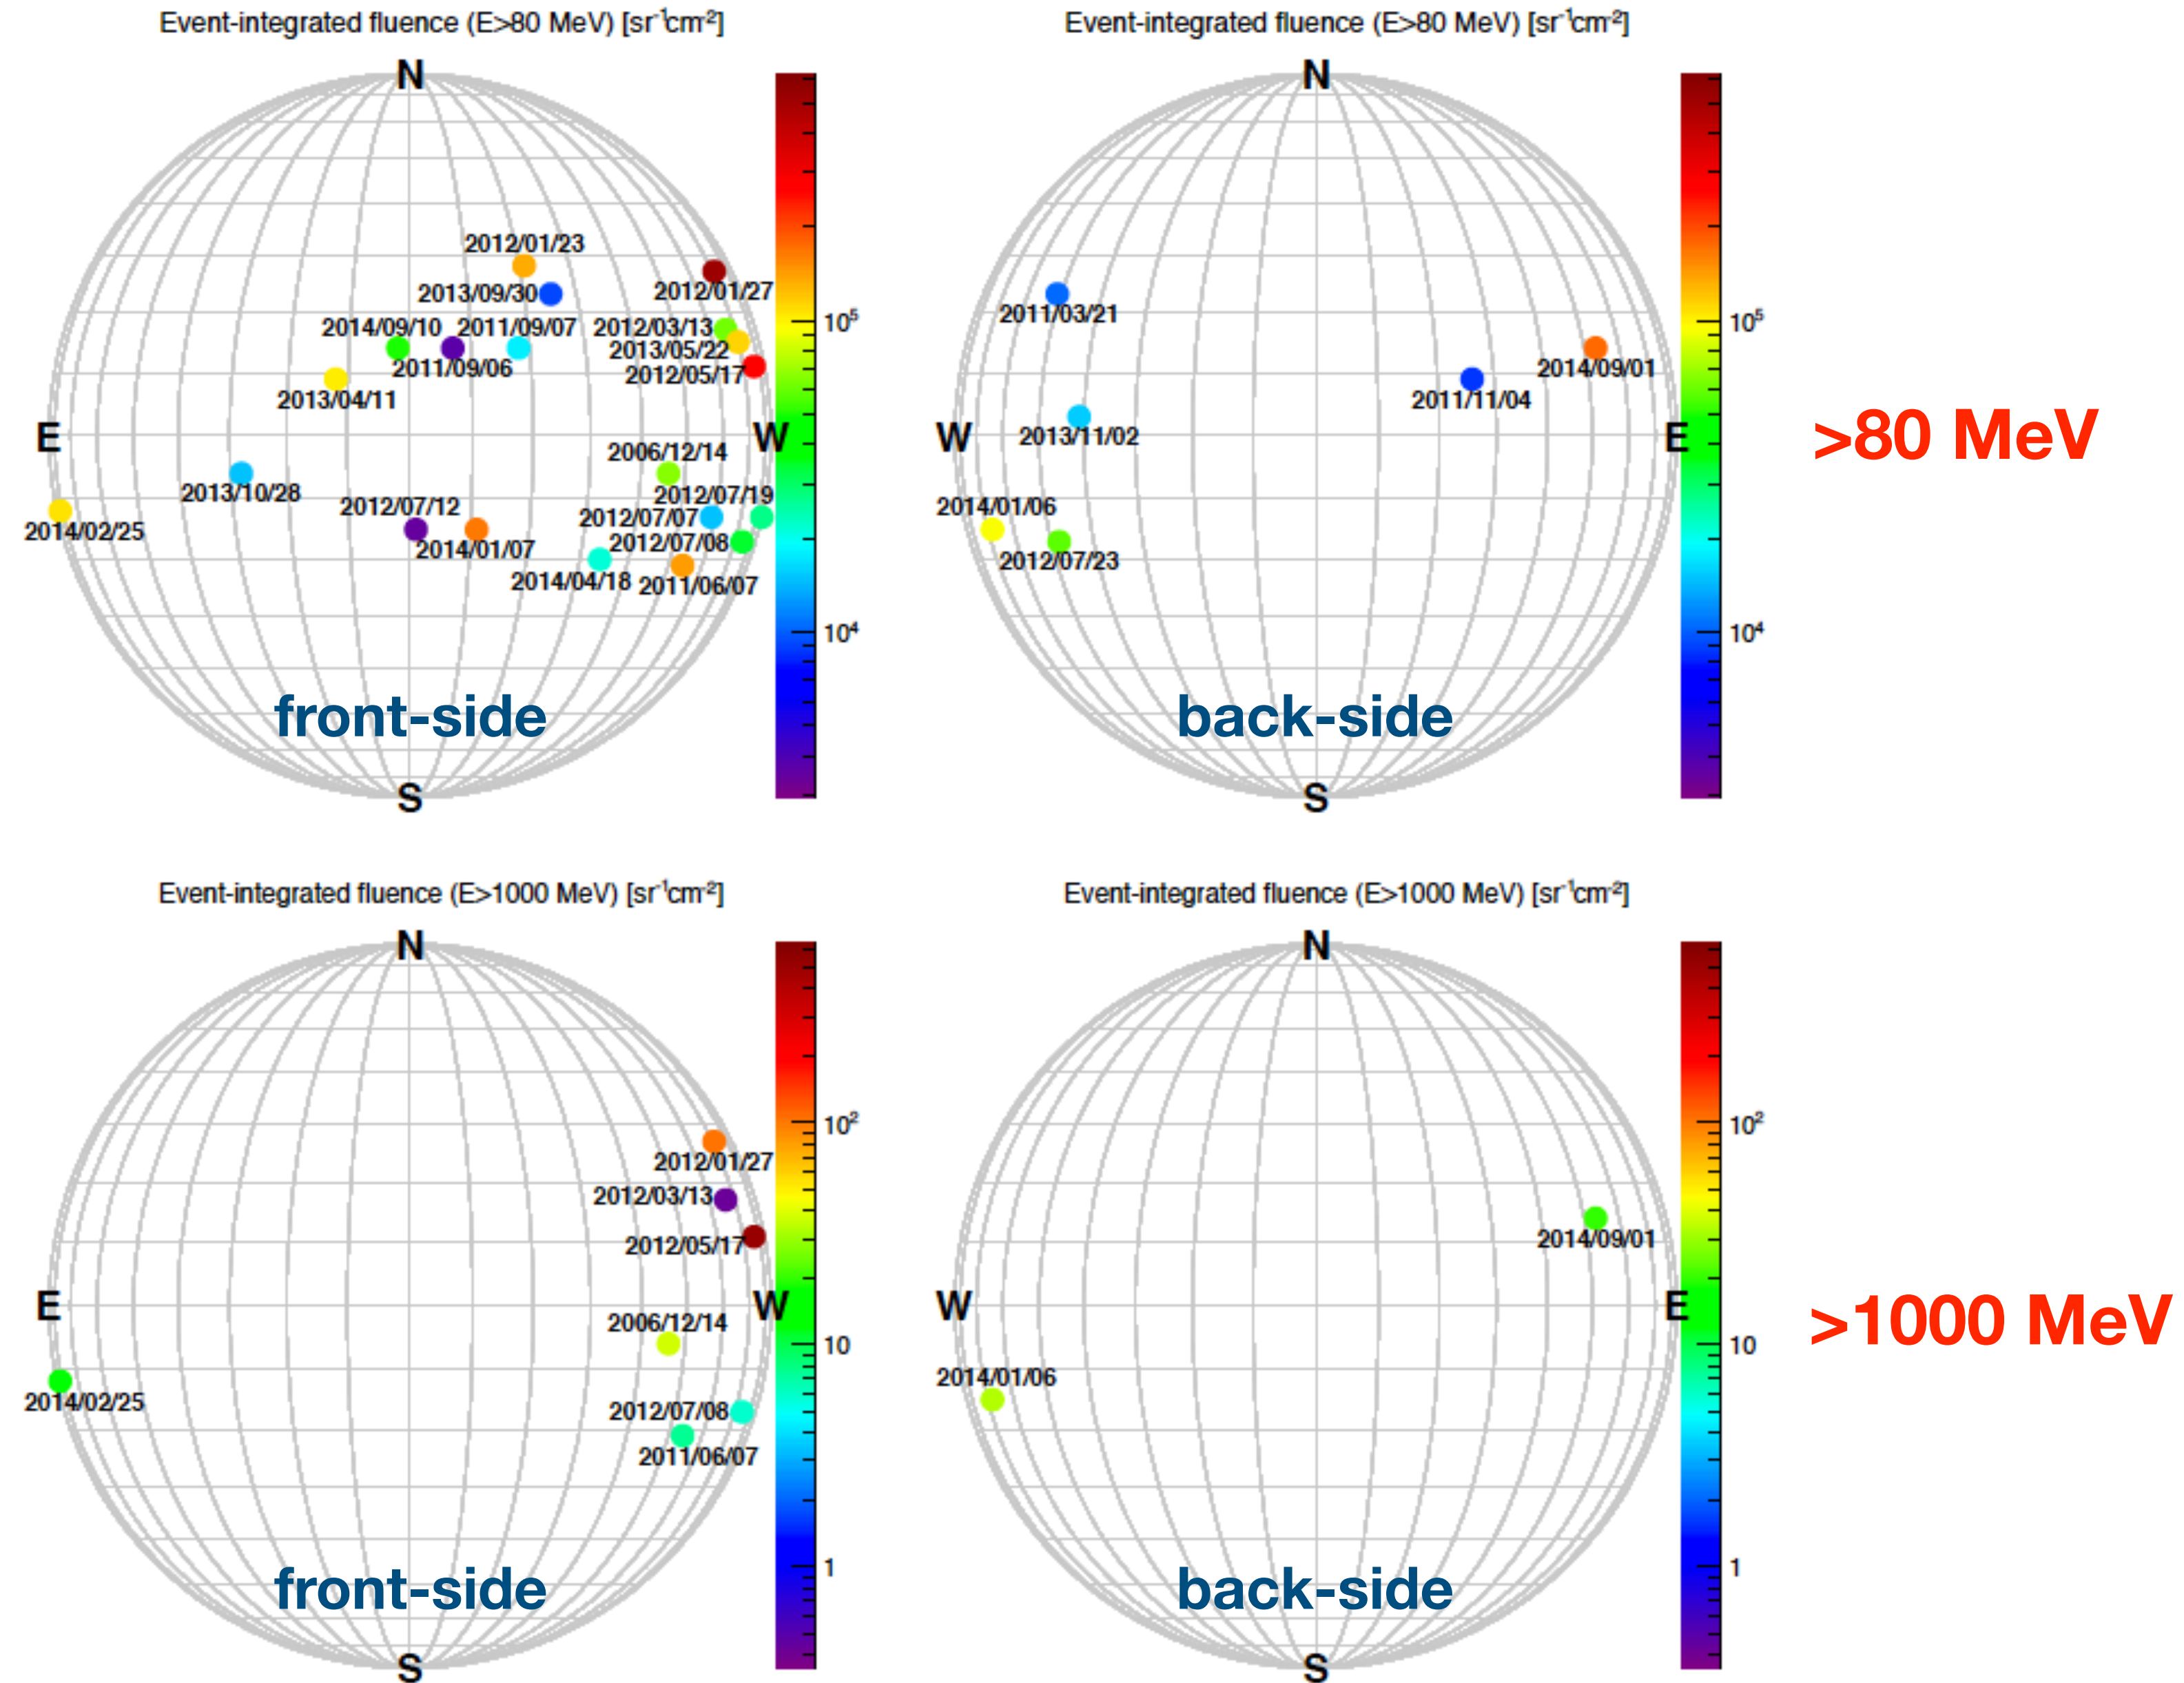 Event-integrated fluence (E>80 MeV) [sr⁻¹cm⁻²]
N
2012/01/23
2013/09/30
2012/01/27
2014/09/10
2011/09/07
2012/03/13
2013/05/22
2011/09/06
2012/05/17
2013/04/11
E
W
2006/12/14
2013/10/28
2012/07/12
2012/07/19
2012/07/07
2014/02/25
2014/01/07
2012/07/08
2014/04/18
2011/06/07
front-side
S
10⁵
10⁴
Event-integrated fluence (E>80 MeV) [sr⁻¹cm⁻²]
N
2011/03/21
2014/09/01
2011/11/04
W
2013/11/02
E
2014/01/06
2012/07/23
back-side
S
10⁵
10⁴
>80 MeV
Event-integrated fluence (E>1000 MeV) [sr⁻¹cm⁻²]
N
2012/01/27
2012/03/13
2012/05/17
E
W
2006/12/14
2014/02/25
2012/07/08
2011/06/07
front-side
S
10²
10
1
Event-integrated fluence (E>1000 MeV) [sr⁻¹cm⁻²]
N
2014/09/01
W
E
2014/01/06
back-side
S
10²
10
1
>1000 MeV